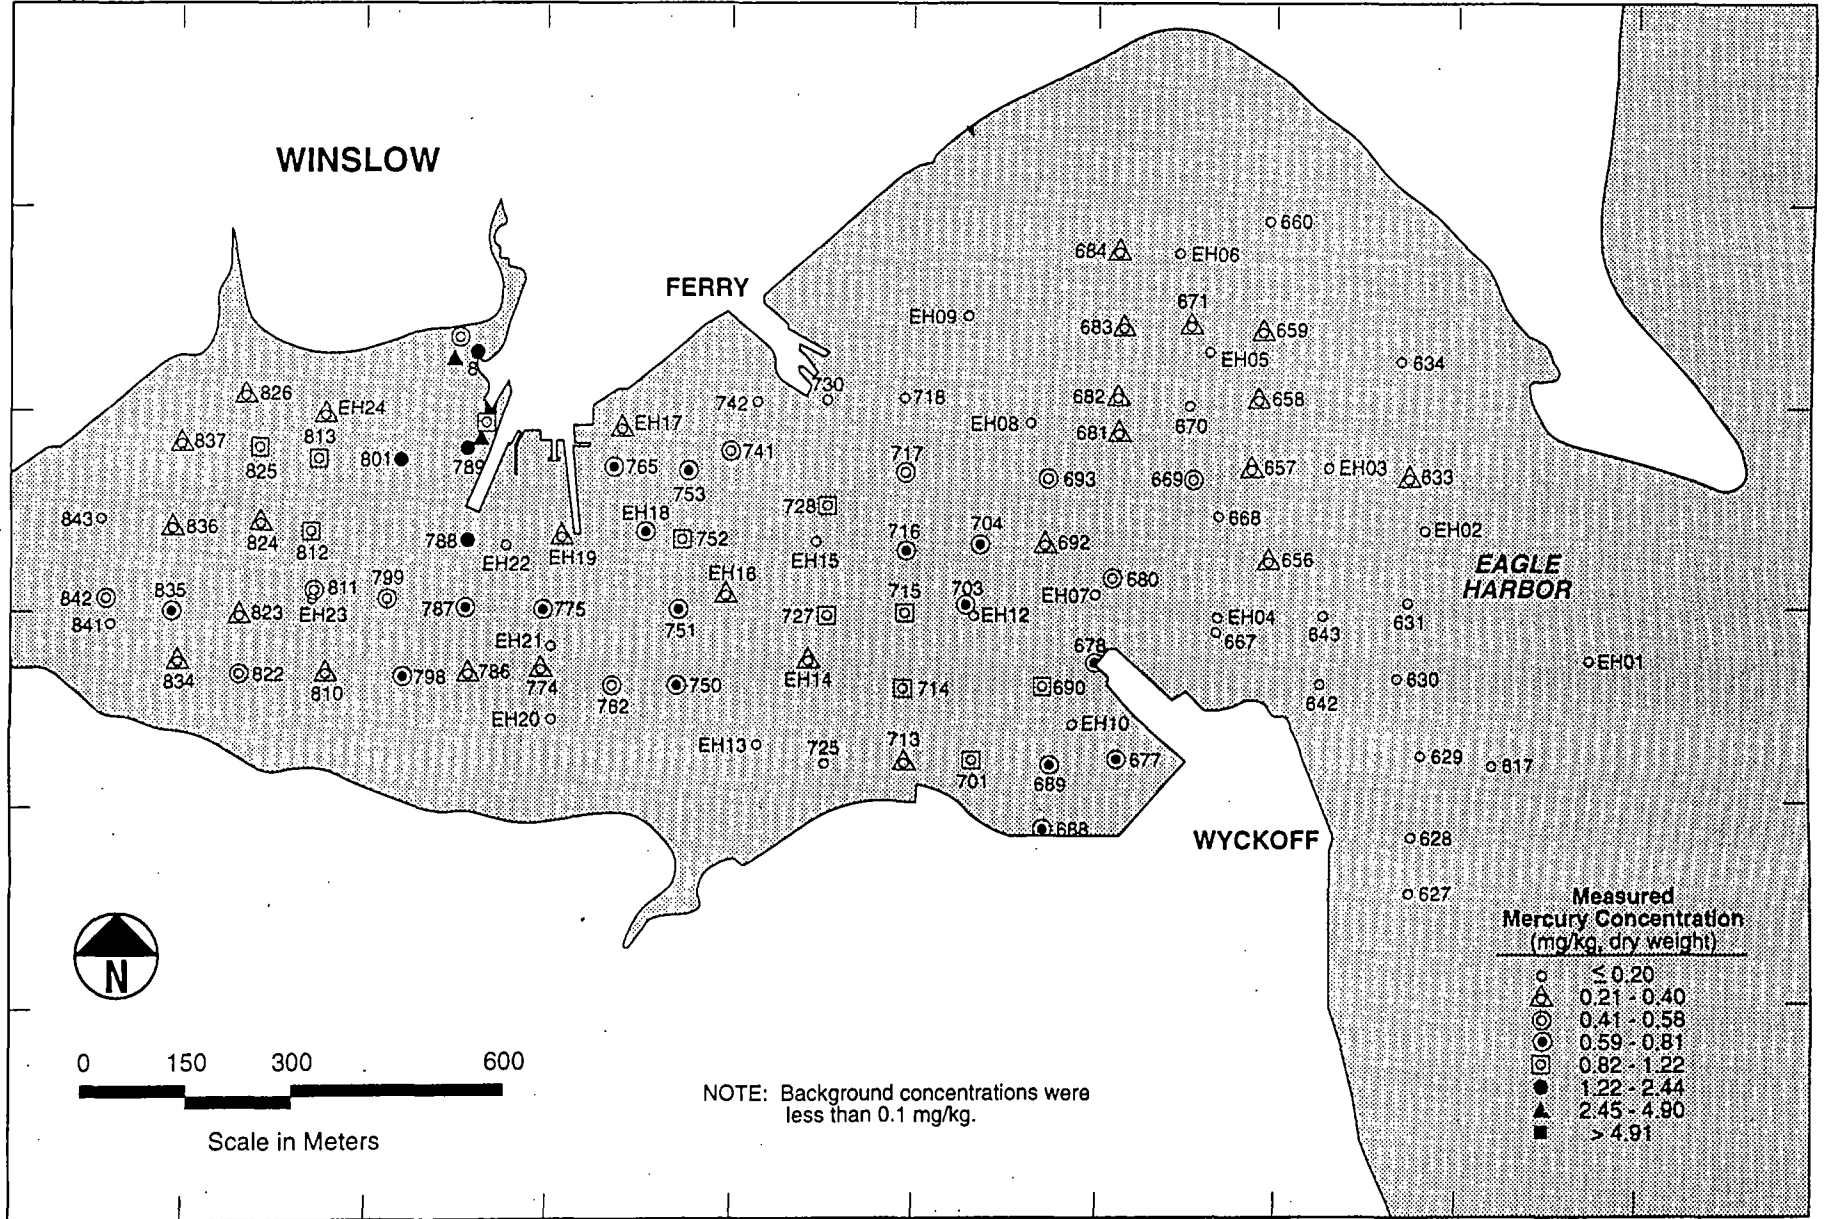 WINSLOW
660
684
EH06
FERRY
671
EH09
683
659
EH05
634
8
826
EH24
730
742
718
682
658
EH17
EH08
670
813
681
837
825
801
789
765
741
717
753
693
669
657
EH03
633
843
836
824
812
788
EH22
EH19
EH18
752
728
EH15
716
704
692
668
EH02
656
EAGLE
HARBOR
842
835
811
799
EH16
680
841
823
EH23
787
775
751
727
715
703
EH12
EH07
EH04
667
643
631
EH21
678
EH01
834
822
810
798
786
774
762
750
EH14
714
690
642
630
EH20
EH10
EH13
725
713
701
689
677
629
617
688
WYCKOFF
628
627
Measured
Mercury Concentration
(mg/kg, dry weight)
≤ 0.20
0.21 - 0.40
0.41 - 0.58
0.59 - 0.81
0.82 - 1.22
1.22 - 2.44
2.45 - 4.90
> 4.91
N
0 150 300 600
Scale in Meters
NOTE: Background concentrations were
less than 0.1 mg/kg.